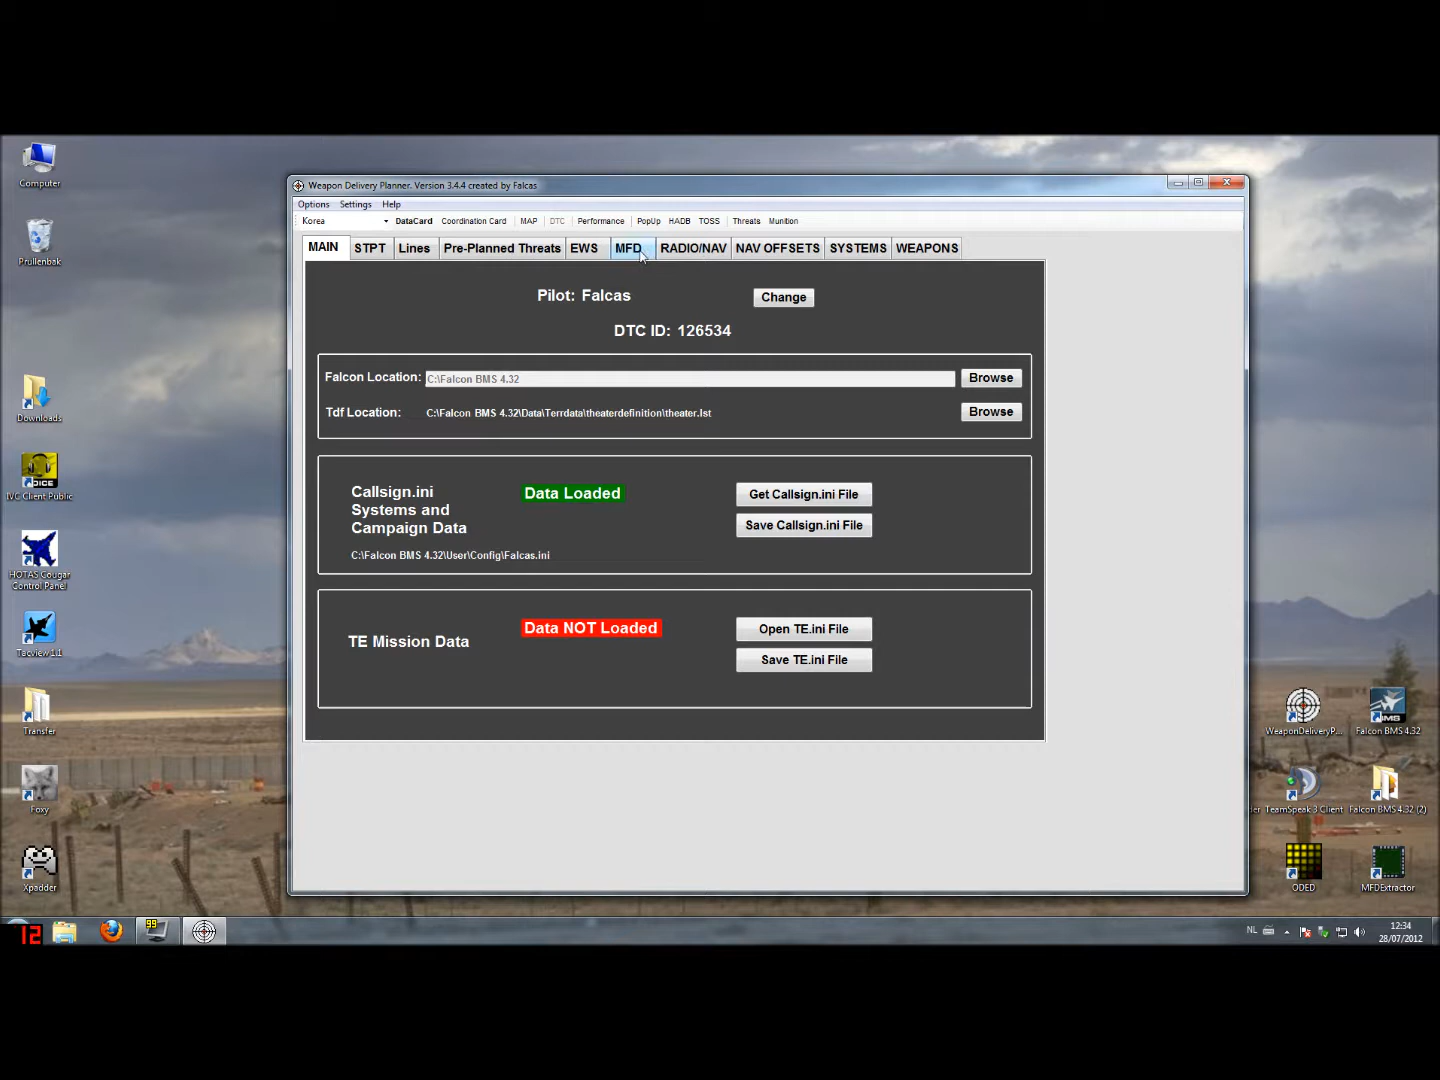 Weapon Delivery Planner. Version 3.4.4 created by Falcas
Options Settings Help
Korea DataCard Coordination Card MAP DTC Performance PopUp HADB TOSS Threats Munition
MAIN STPT Lines Pre-Planned Threats EWS MFD RADIO/NAV NAV OFFSETS SYSTEMS WEAPONS
Pilot: Falcas Change
DTC ID: 126534
Falcon Location: C:\Falcon BMS 4.32 Browse
Tdf Location: C:\Falcon BMS 4.32\Data\Terrdata\theaterdefinition\theater.lst Browse
Callsign.ini
Systems and
Campaign Data
Data Loaded
Get Callsign.ini File
Save Callsign.ini File
C:\Falcon BMS 4.32\User\Config\Falcas.ini
TE Mission Data
Data NOT Loaded
Open TE.ini File
Save TE.ini File
Computer
Prullenbak
Downloads
VOICE
IVC Client Public
HOTAS Cougar
Control Panel
Tacview 1.1
Transfer
Foxy
Xpadder
WeaponDeliveryP...
BMS
Falcon BMS 4.32
TeamSpeak 3 Client
Falcon BMS 4.32 (2)
ODED
MFDExtractor
12
99
NL
12:34
28/07/2012